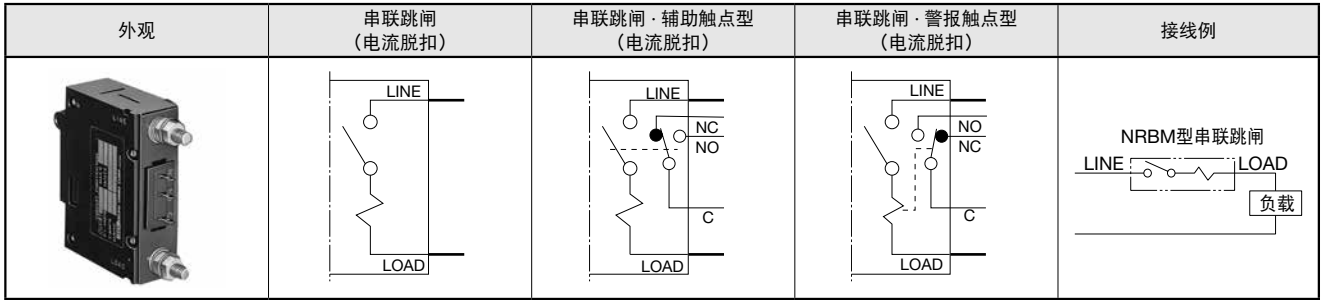 外观
串联跳闸
（电流脱扣）
串联跳闸·辅助触点型
（电流脱扣）
串联跳闸·警报触点型
（电流脱扣）
接线例
LINE
LOAD
LINE
LOAD
LINE
NC
NO
C
LOAD
LINE
NO
NC
C
LOAD
NRBM型串联跳闸
LINE
LOAD
负载